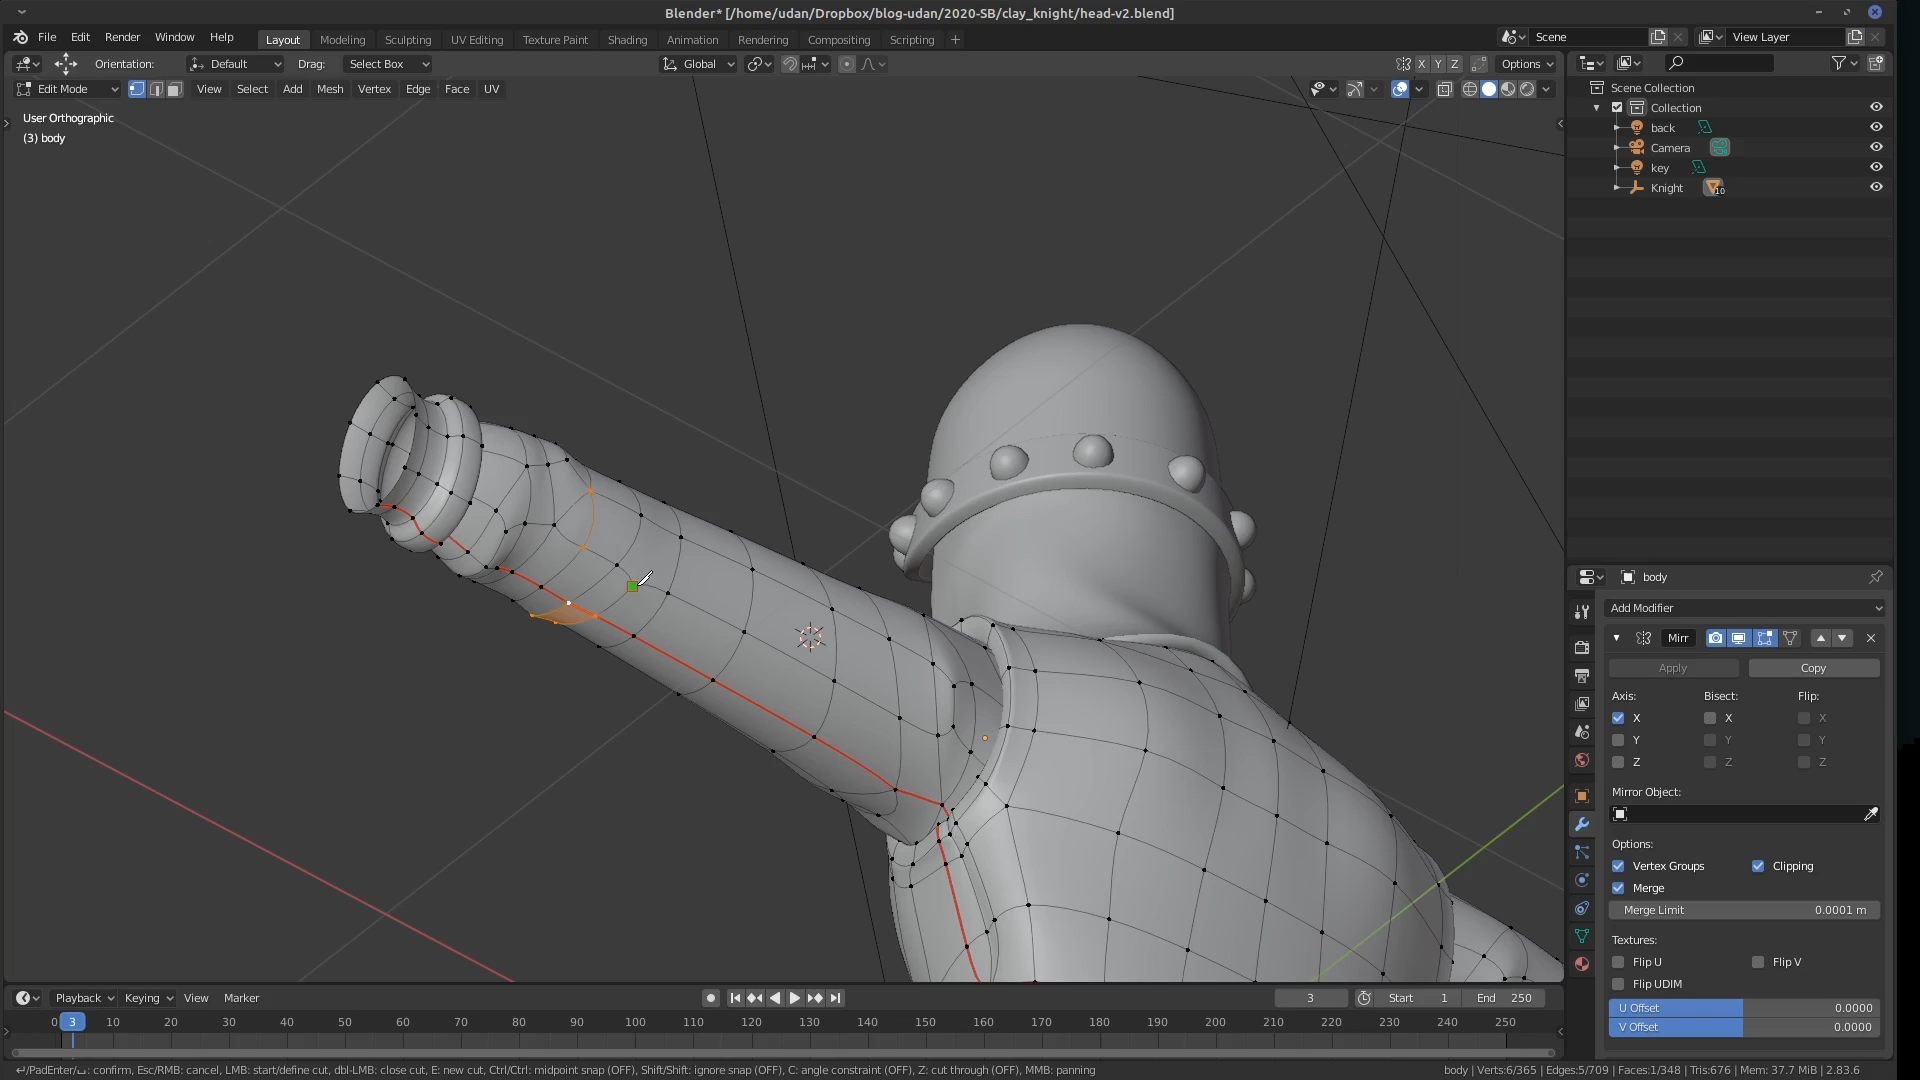 Blender* [/home/udan/Dropbox/blog-udan/2020-SB/clay_knight/head-v2.blend]
File Edit Render Window Help Layout Modeling Sculpting UV Editing Texture Paint Shading Animation Rendering Compositing Scripting + Scene View Layer
Orientation: Default Drag: Select Box Global X Y Z Options
Edit Mode View Select Add Mesh Vertex Edge Face UV
User Orthographic
(3) body
Scene Collection
Collection
back
Camera
key
Knight 10
body
Add Modifier
Mirr
Apply Copy
Axis: Bisect: Flip:
X X X
Y Y Y
Z Z Z
Mirror Object:
Options:
Vertex Groups Clipping
Merge
Merge Limit 0.0001 m
Textures:
Flip U Flip V
Flip UDIM
U Offset 0.0000
V Offset 0.0000
Playback Keying View Marker 3 Start 1 End 250
0 3 10 20 30 40 50 60 70 80 90 100 110 120 130 140 150 160 170 180 190 200 210 220 230 240 250
/PadEnter/: confirm, Esc/RMB: cancel, LMB: start/define cut, dbl-LMB: close cut, E: new cut, Ctrl/Ctrl: midpoint snap (OFF), Shift/Shift: ignore snap (OFF), C: angle constraint (OFF), Z: cut through (OFF), MMB: panning
body | Verts:6/365 | Edges:5/709 | Faces:1/348 | Tris:676 | Mem: 37.7 MiB | 2.83.6